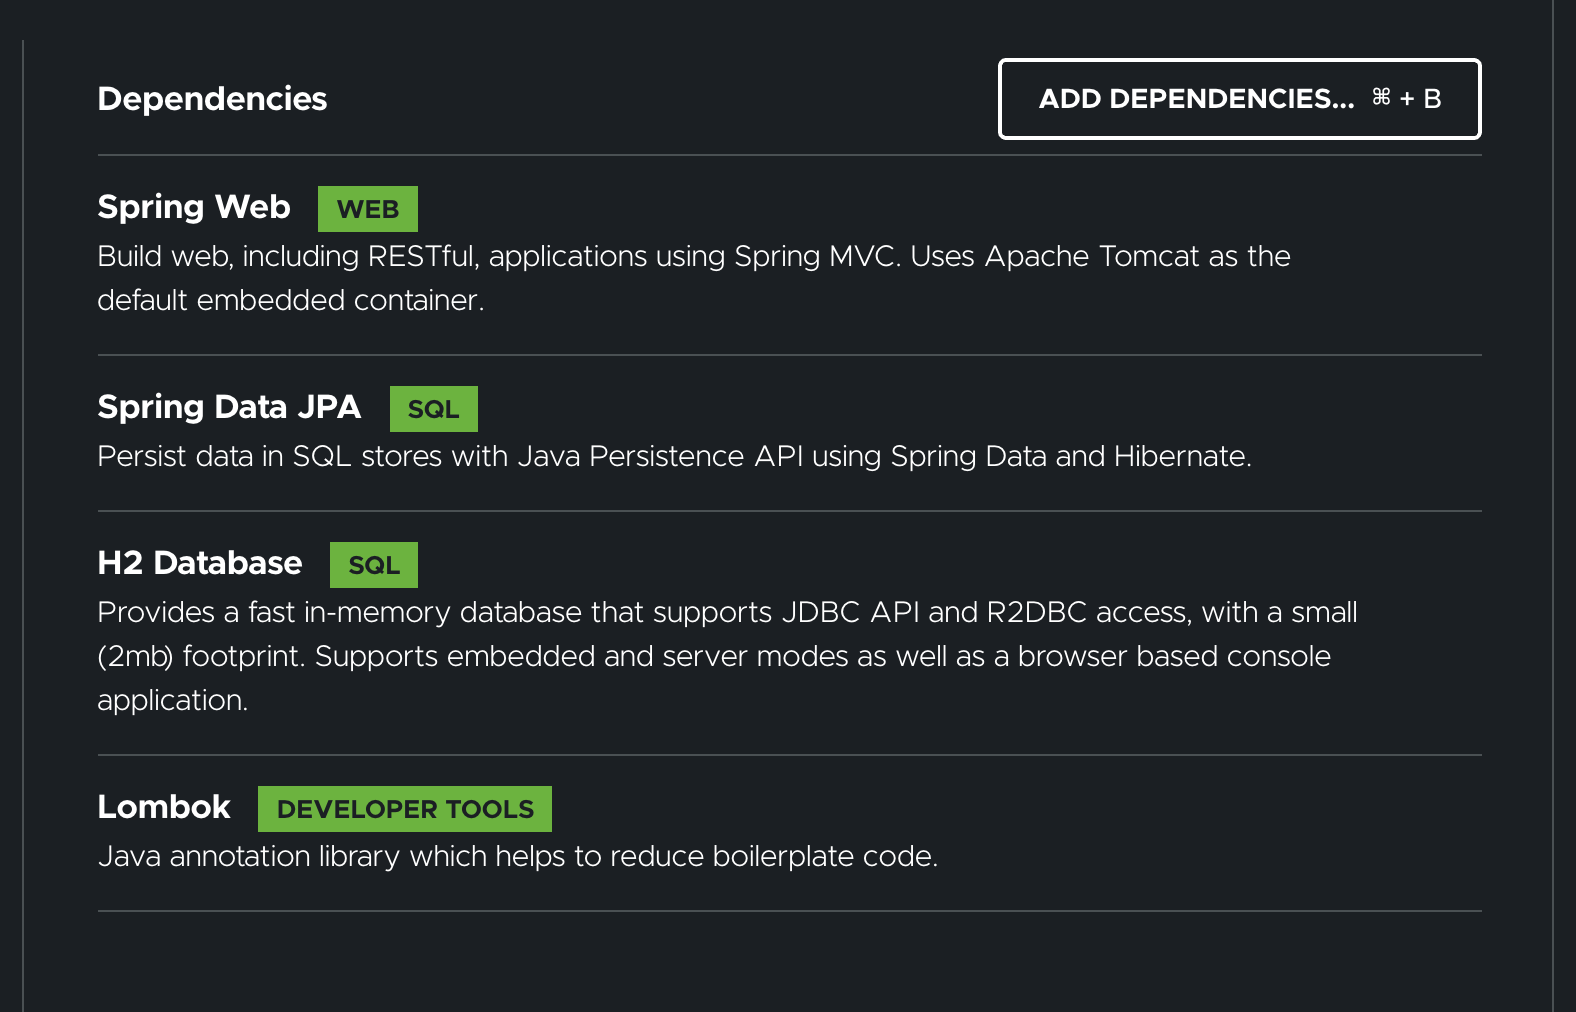 Dependencies
ADD DEPENDENCIES... ⌘ + B
Spring Web WEB
Build web, including RESTful, applications using Spring MVC. Uses Apache Tomcat as the
default embedded container.
Spring Data JPA SQL
Persist data in SQL stores with Java Persistence API using Spring Data and Hibernate.
H2 Database SQL
Provides a fast in-memory database that supports JDBC API and R2DBC access, with a small
(2mb) footprint. Supports embedded and server modes as well as a browser based console
application.
Lombok DEVELOPER TOOLS
Java annotation library which helps to reduce boilerplate code.